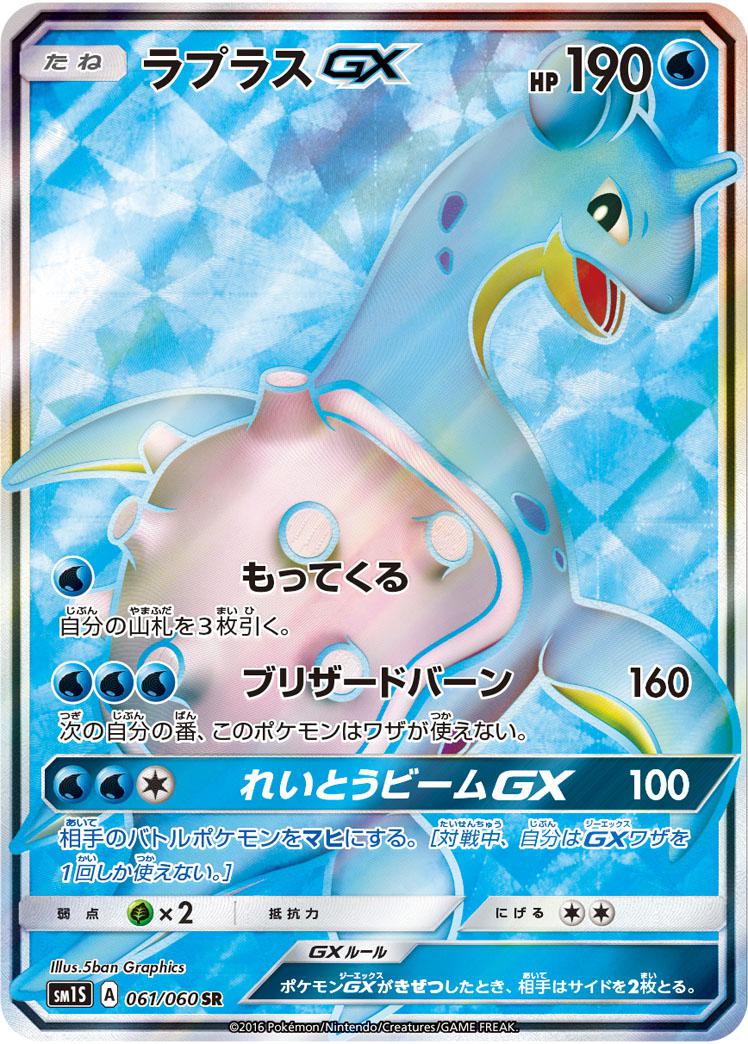 たね ラプラスGX HP 190
もってくる
自分の山札を3枚引く。
ブリザードバーン 160
次の自分の番、このポケモンはワザが使えない。
れいとうビームGX 100
相手のバトルポケモンをマヒにする。[対戦中、自分はGXワザを
1回しか使えない。]
弱点 ×2 抵抗力 にげる
GXルール
ポケモンGXがきぜつしたとき、相手はサイドを2枚とる。
Illus.5ban Graphics
SM1S A 061/060 SR
©2016 Pokémon/Nintendo/Creatures/GAME FREAK.